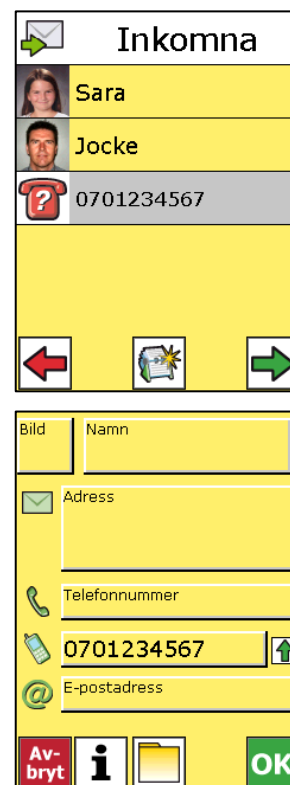 Inkomna
Sara
Jocke
0701234567
Bild
Namn
Adress
Telefonnummer
0701234567
E-postadress
Av-
bryt
OK